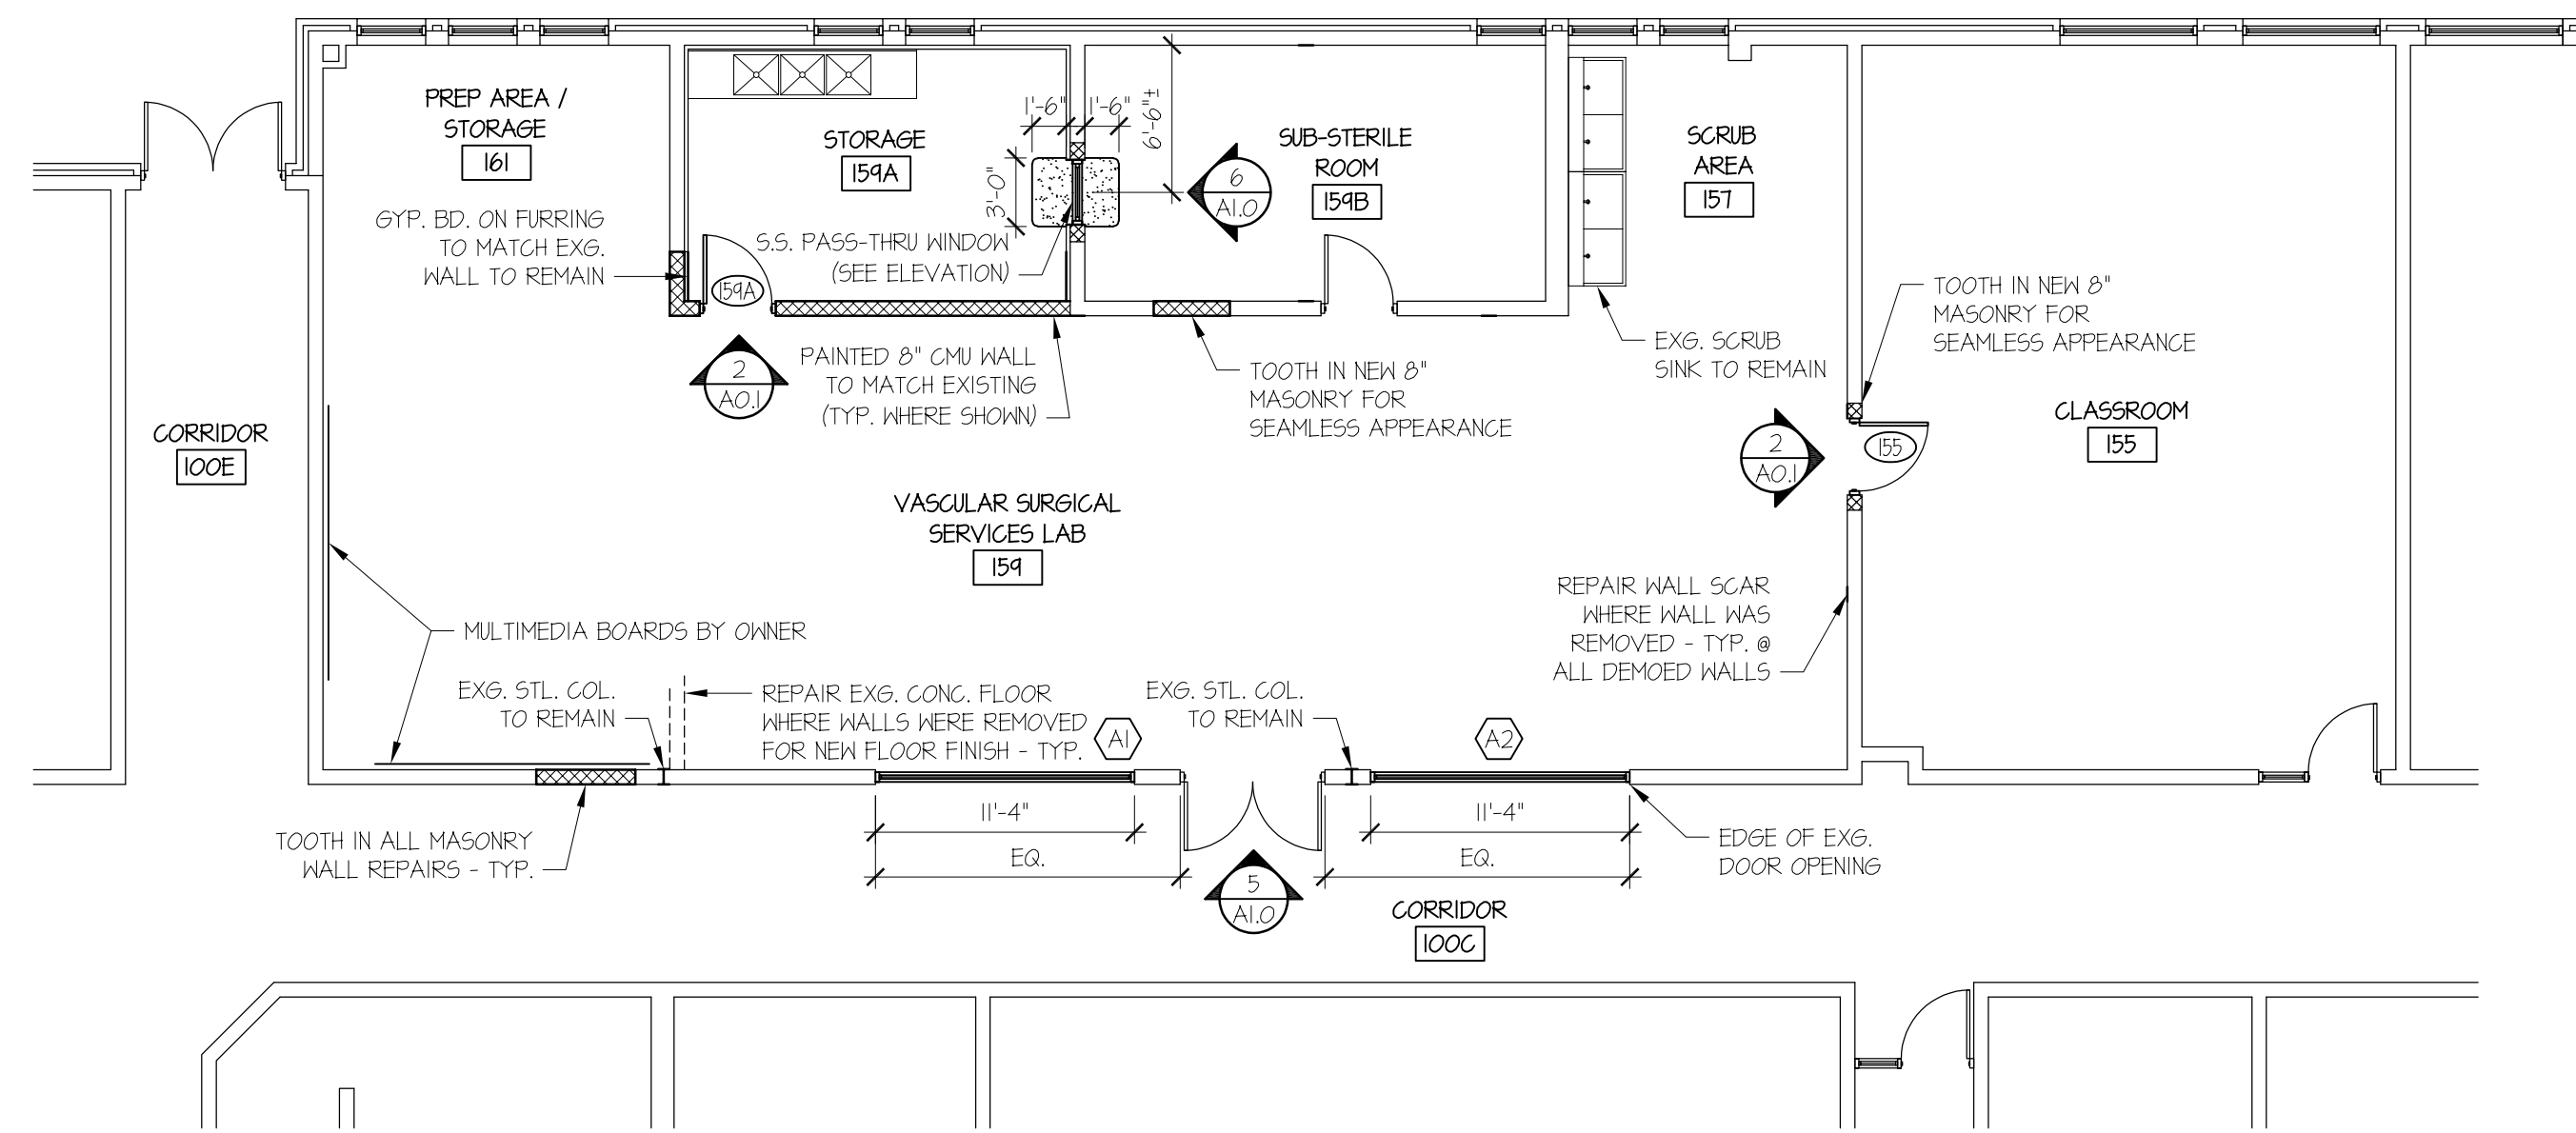 PREP AREA /
STORAGE
161
GYP. BD. ON FURRING
TO MATCH EXG.
WALL TO REMAIN
STORAGE
159A
1'-6"
1'-6"
6'-6"±
3'-0"
S.S. PASS-THRU WINDOW
(SEE ELEVATION)
159A
6
A1.0
SUB-STERILE
ROOM
159B
SCRUB
AREA
157
EXG. SCRUB
SINK TO REMAIN
TOOTH IN NEW 8"
MASONRY FOR
SEAMLESS APPEARANCE
2
A0.1
PAINTED 8" CMU WALL
TO MATCH EXISTING
(TYP. WHERE SHOWN)
TOOTH IN NEW 8"
MASONRY FOR
SEAMLESS APPEARANCE
CORRIDOR
100E
2
A0.1
155
CLASSROOM
155
VASCULAR SURGICAL
SERVICES LAB
159
MULTIMEDIA BOARDS BY OWNER
REPAIR WALL SCAR
WHERE WALL WAS
REMOVED - TYP. @
ALL DEMOED WALLS
EXG. STL. COL.
TO REMAIN
REPAIR EXG. CONC. FLOOR
WHERE WALLS WERE REMOVED
FOR NEW FLOOR FINISH - TYP.
A1
EXG. STL. COL.
TO REMAIN
A2
TOOTH IN ALL MASONRY
WALL REPAIRS - TYP.
11'-4"
EQ.
11'-4"
EQ.
EDGE OF EXG.
DOOR OPENING
5
A1.0
CORRIDOR
100C